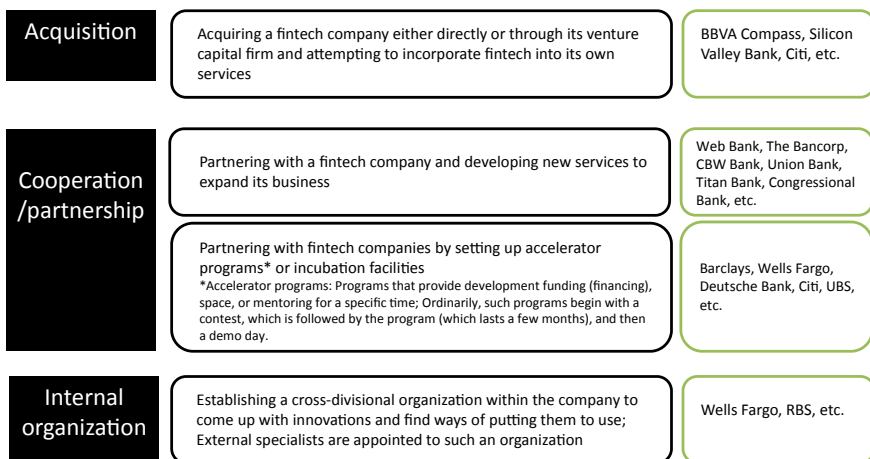 Acquisition
Acquiring a fintech company either directly or through its venture
capital firm and attempting to incorporate fintech into its own
services
BBVA Compass, Silicon
Valley Bank, Citi, etc.
Cooperation
/partnership
Partnering with a fintech company and developing new services to
expand its business
Web Bank, The Bancorp,
CBW Bank, Union Bank,
Titan Bank, Congressional
Bank, etc.
Partnering with fintech companies by setting up accelerator
programs* or incubation facilities
*Accelerator programs: Programs that provide development funding (financing),
space, or mentoring for a specific time; Ordinarily, such programs begin with a
contest, which is followed by the program (which lasts a few months), and then
a demo day.
Barclays, Wells Fargo,
Deutsche Bank, Citi, UBS,
etc.
Internal
organization
Establishing a cross-divisional organization within the company to
come up with innovations and find ways of putting them to use;
External specialists are appointed to such an organization
Wells Fargo, RBS, etc.